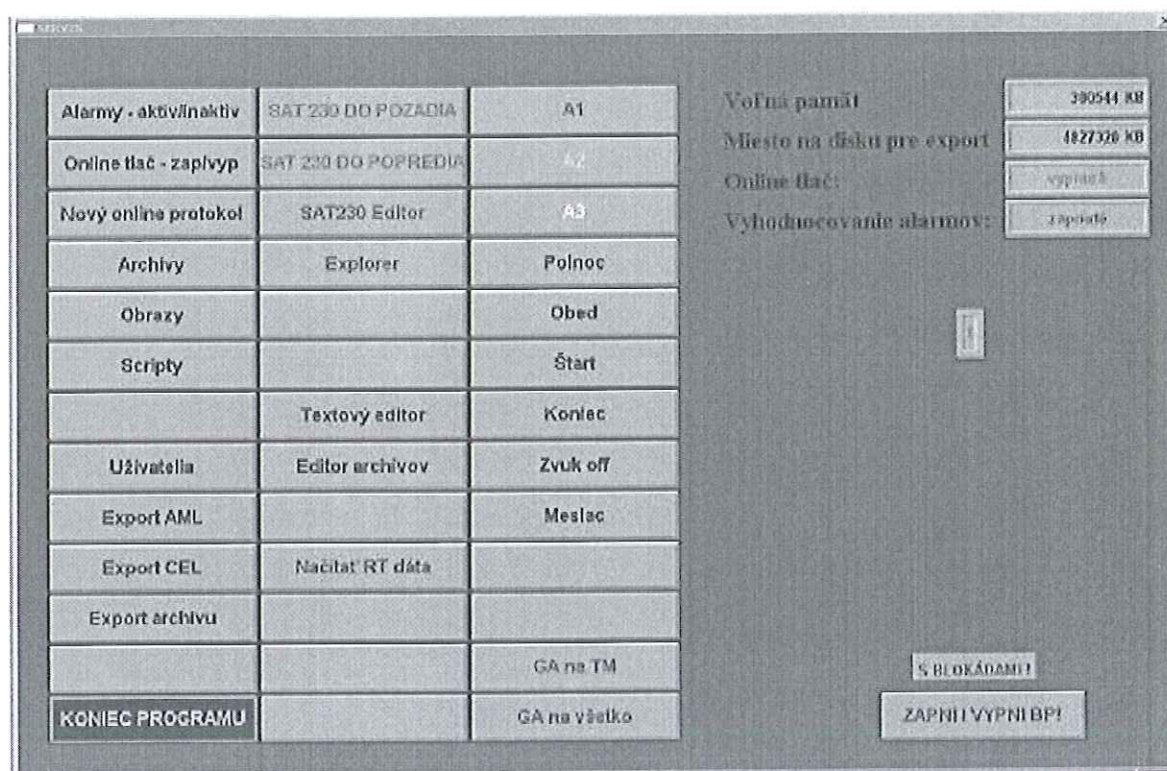 SERVIS
Alarmy - aktiv/inaktiv
Online tlač - zap/vyp
Nový online protokol
Archívy
Obrazy
Scripty
Užívatelia
Export AML
Export CEL
Export archívu
KONIEC PROGRAMU
SAT 230 DO POZADIA
SAT 230 DO POPREDIA
SAT230 Editor
Explorer
Textový editor
Editor archívov
Načítať RT dáta
A1
A2
A3
Polnoc
Obed
Štart
Koniec
Zvuk off
Mesiac
GA na TM
GA na všetko
Voľná pamäť
Miesto na disku pre export
Online tlač:
Vyhodnocovanie alarmov:
KB
4827320 KB
vypnutá
zapnuté
S BLOKÁDAMI !
ZAPNI I VYPNI BP!